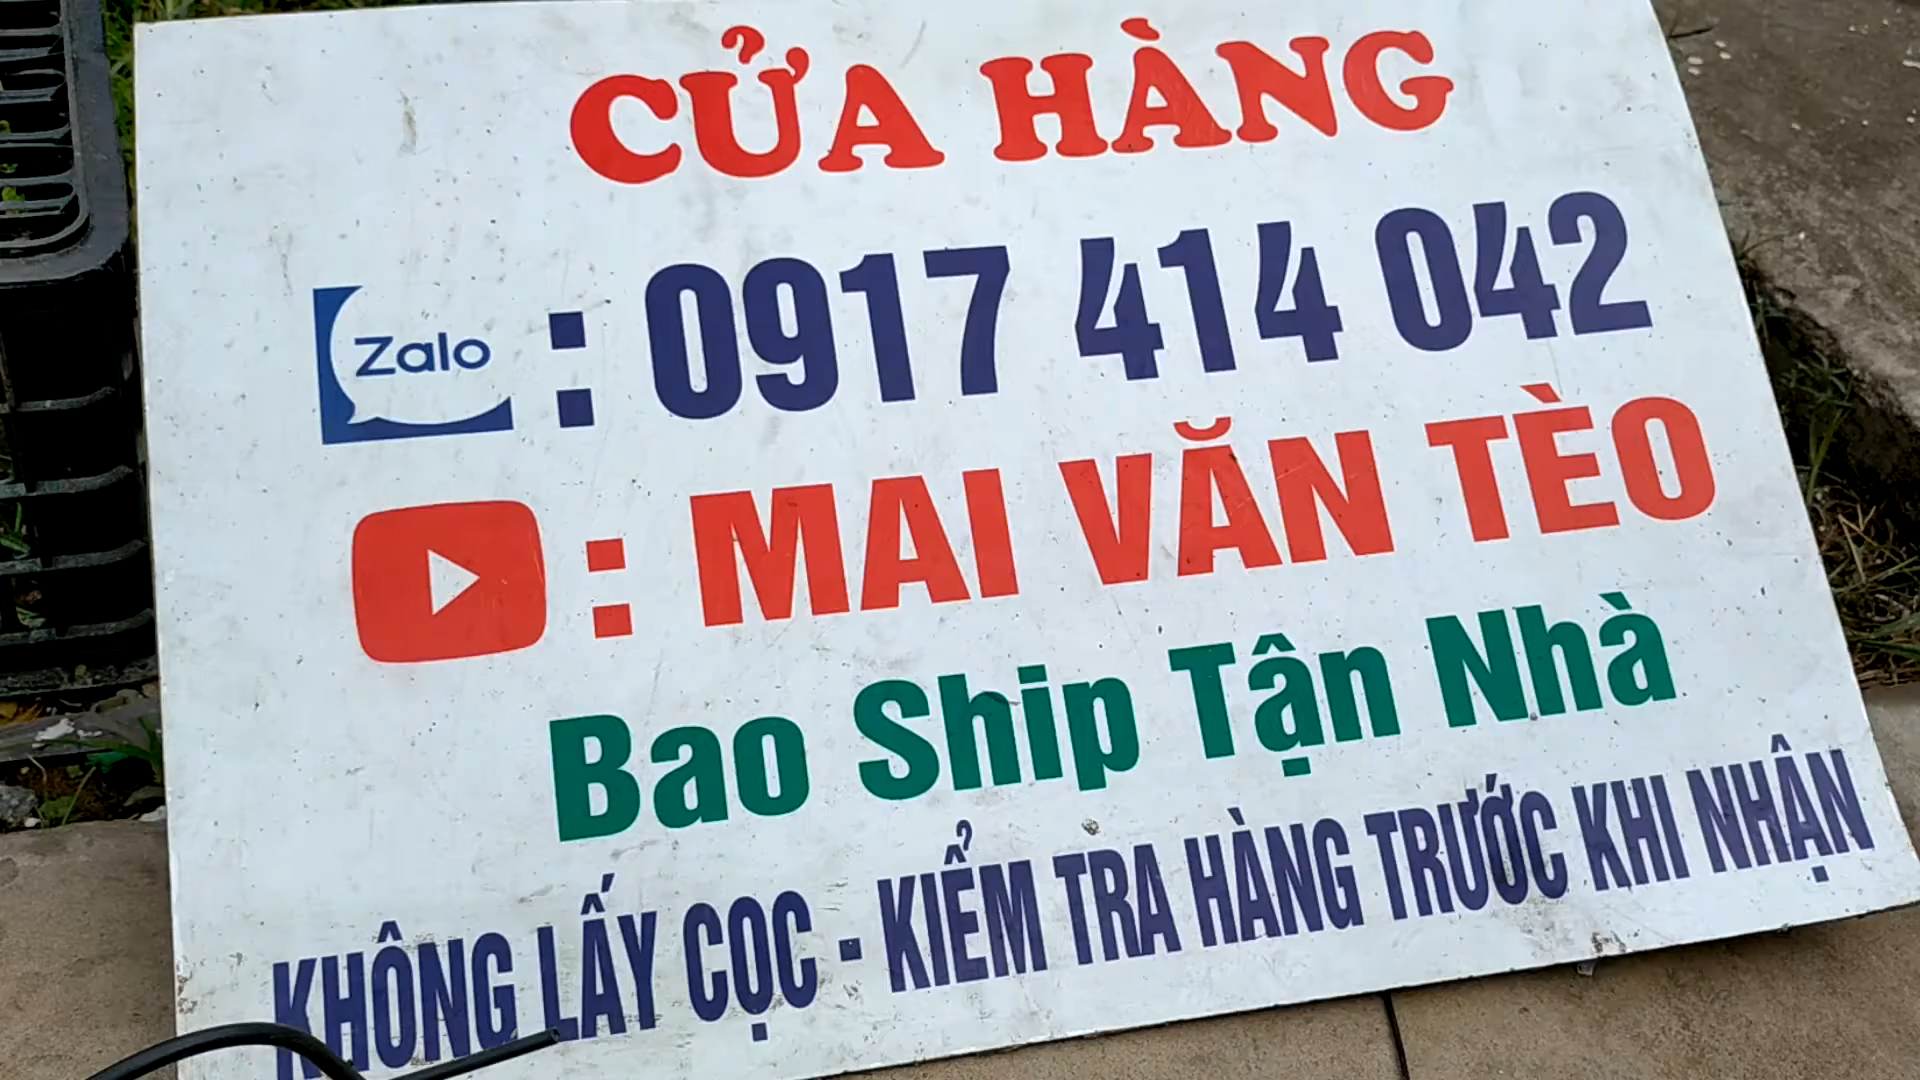 CỬA HÀNG
Zalo : 0917 414 042
: MAI VĂN TÈO
Bao Ship Tận Nhà
KHÔNG LẤY CỌC - KIỂM TRA HÀNG TRƯỚC KHI NHẬN